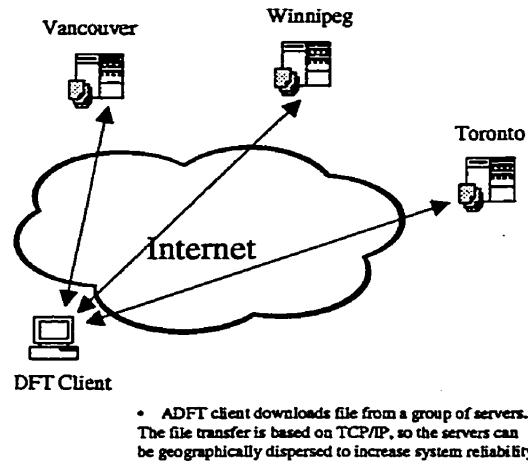 Vancouver
Winnipeg
Toronto
Internet
DFT Client
• ADFT client downloads file from a group of servers.
The file transfer is based on TCP/IP, so the servers can
be geographically dispersed to increase system reliability